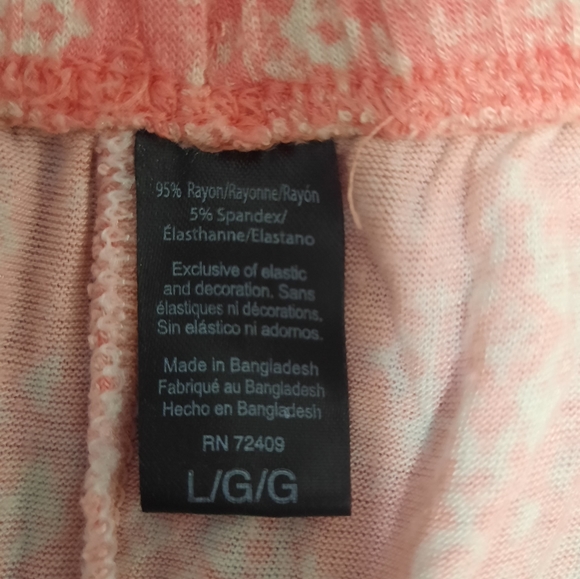 95% Rayon/Rayonne/Rayón
5% Spandex/
Élasthanne/Elastano
Exclusive of elastic
and decoration. Sans
élastiques ni décorations.
Sin elástico ni adornos.
Made in Bangladesh
Fabriqué au Bangladesh
Hecho en Bangladesh
RN 72409
L/G/G